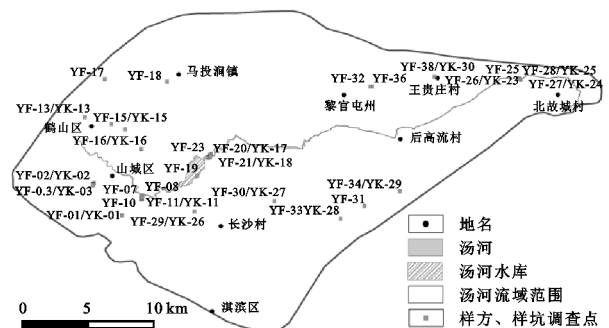 YF-17
YF-18
马投涧镇
YF-38/YK-30
YF-25
YF-28/YK-25
YF-32
YF-36
王贵庄村
YF-26/YK-23
YF-27/YK-24
黎官屯州
北故城村
YF-13/YK-13
YF-15/YK-15
鹤山区
YF-16/YK-16
后高流村
YF-23
YF-20/YK-17
YF-21/YK-18
山城区
YF-19
YF-02/YK-02
YF-0.3/YK-03
YF-07
YF-08
YF-30/YK-27
YF-34/YK-29
YF-10
YF-11/YK-11
YF-31
YF-01/YK-01
YF-33YK-28
YF-29/YK-26
长沙村
淇滨区
0 5 10 km
地名
汤河
汤河水库
汤河流域范围
样方、样坑调查点